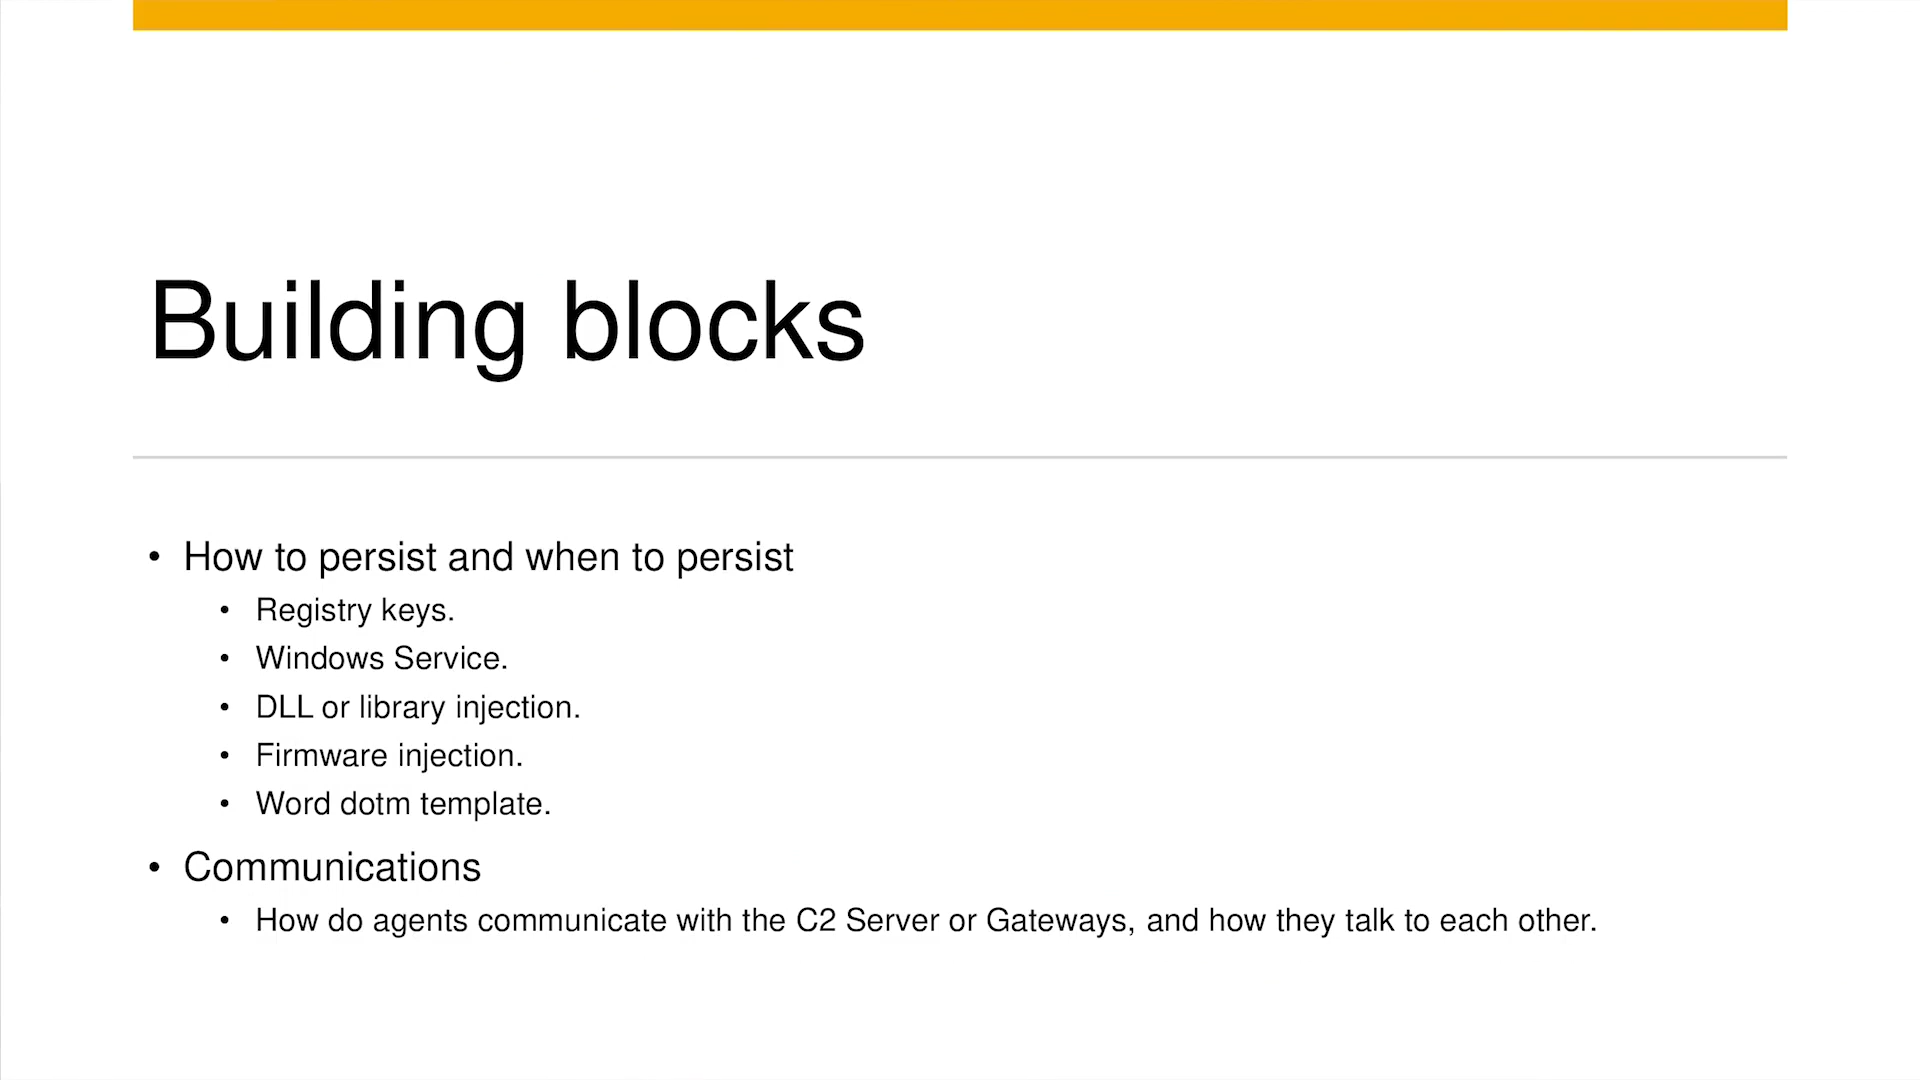 Building blocks
• How to persist and when to persist
• Registry keys.
• Windows Service.
• DLL or library injection.
• Firmware injection.
• Word dotm template.
• Communications
• How do agents communicate with the C2 Server or Gateways, and how they talk to each other.